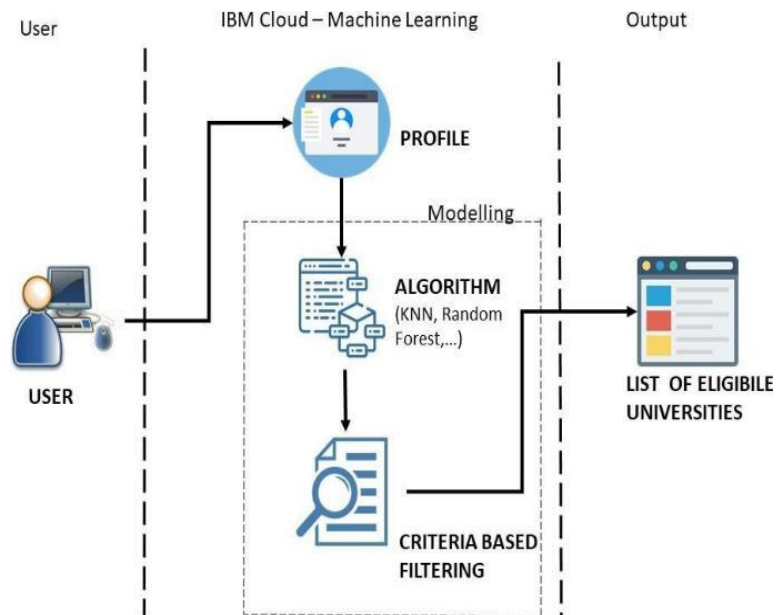 User
IBM Cloud – Machine Learning
Output
PROFILE
Modelling
ALGORITHM
(KNN, Random
Forest,...)
USER
LIST OF ELIGIBILE
UNIVERSITIES
CRITERIA BASED
FILTERING